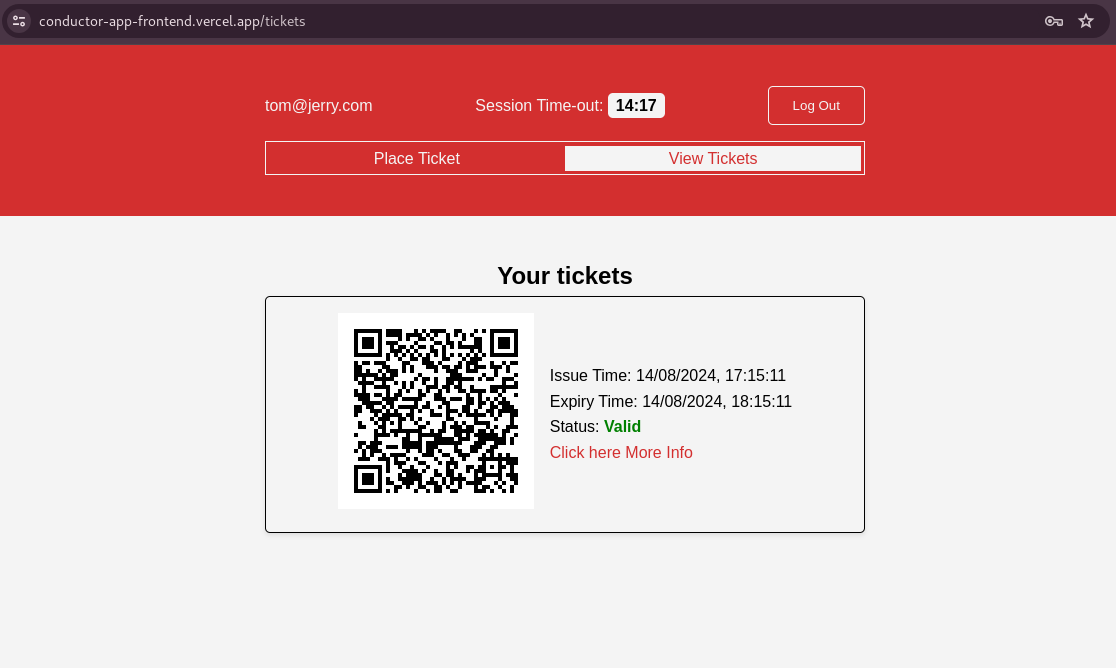 conductor-app-frontend.vercel.app/tickets
tom@jerry.com
Session Time-out: 14:17
Log Out
Place Ticket
View Tickets
Your tickets
Issue Time: 14/08/2024, 17:15:11
Expiry Time: 14/08/2024, 18:15:11
Status: Valid
Click here More Info